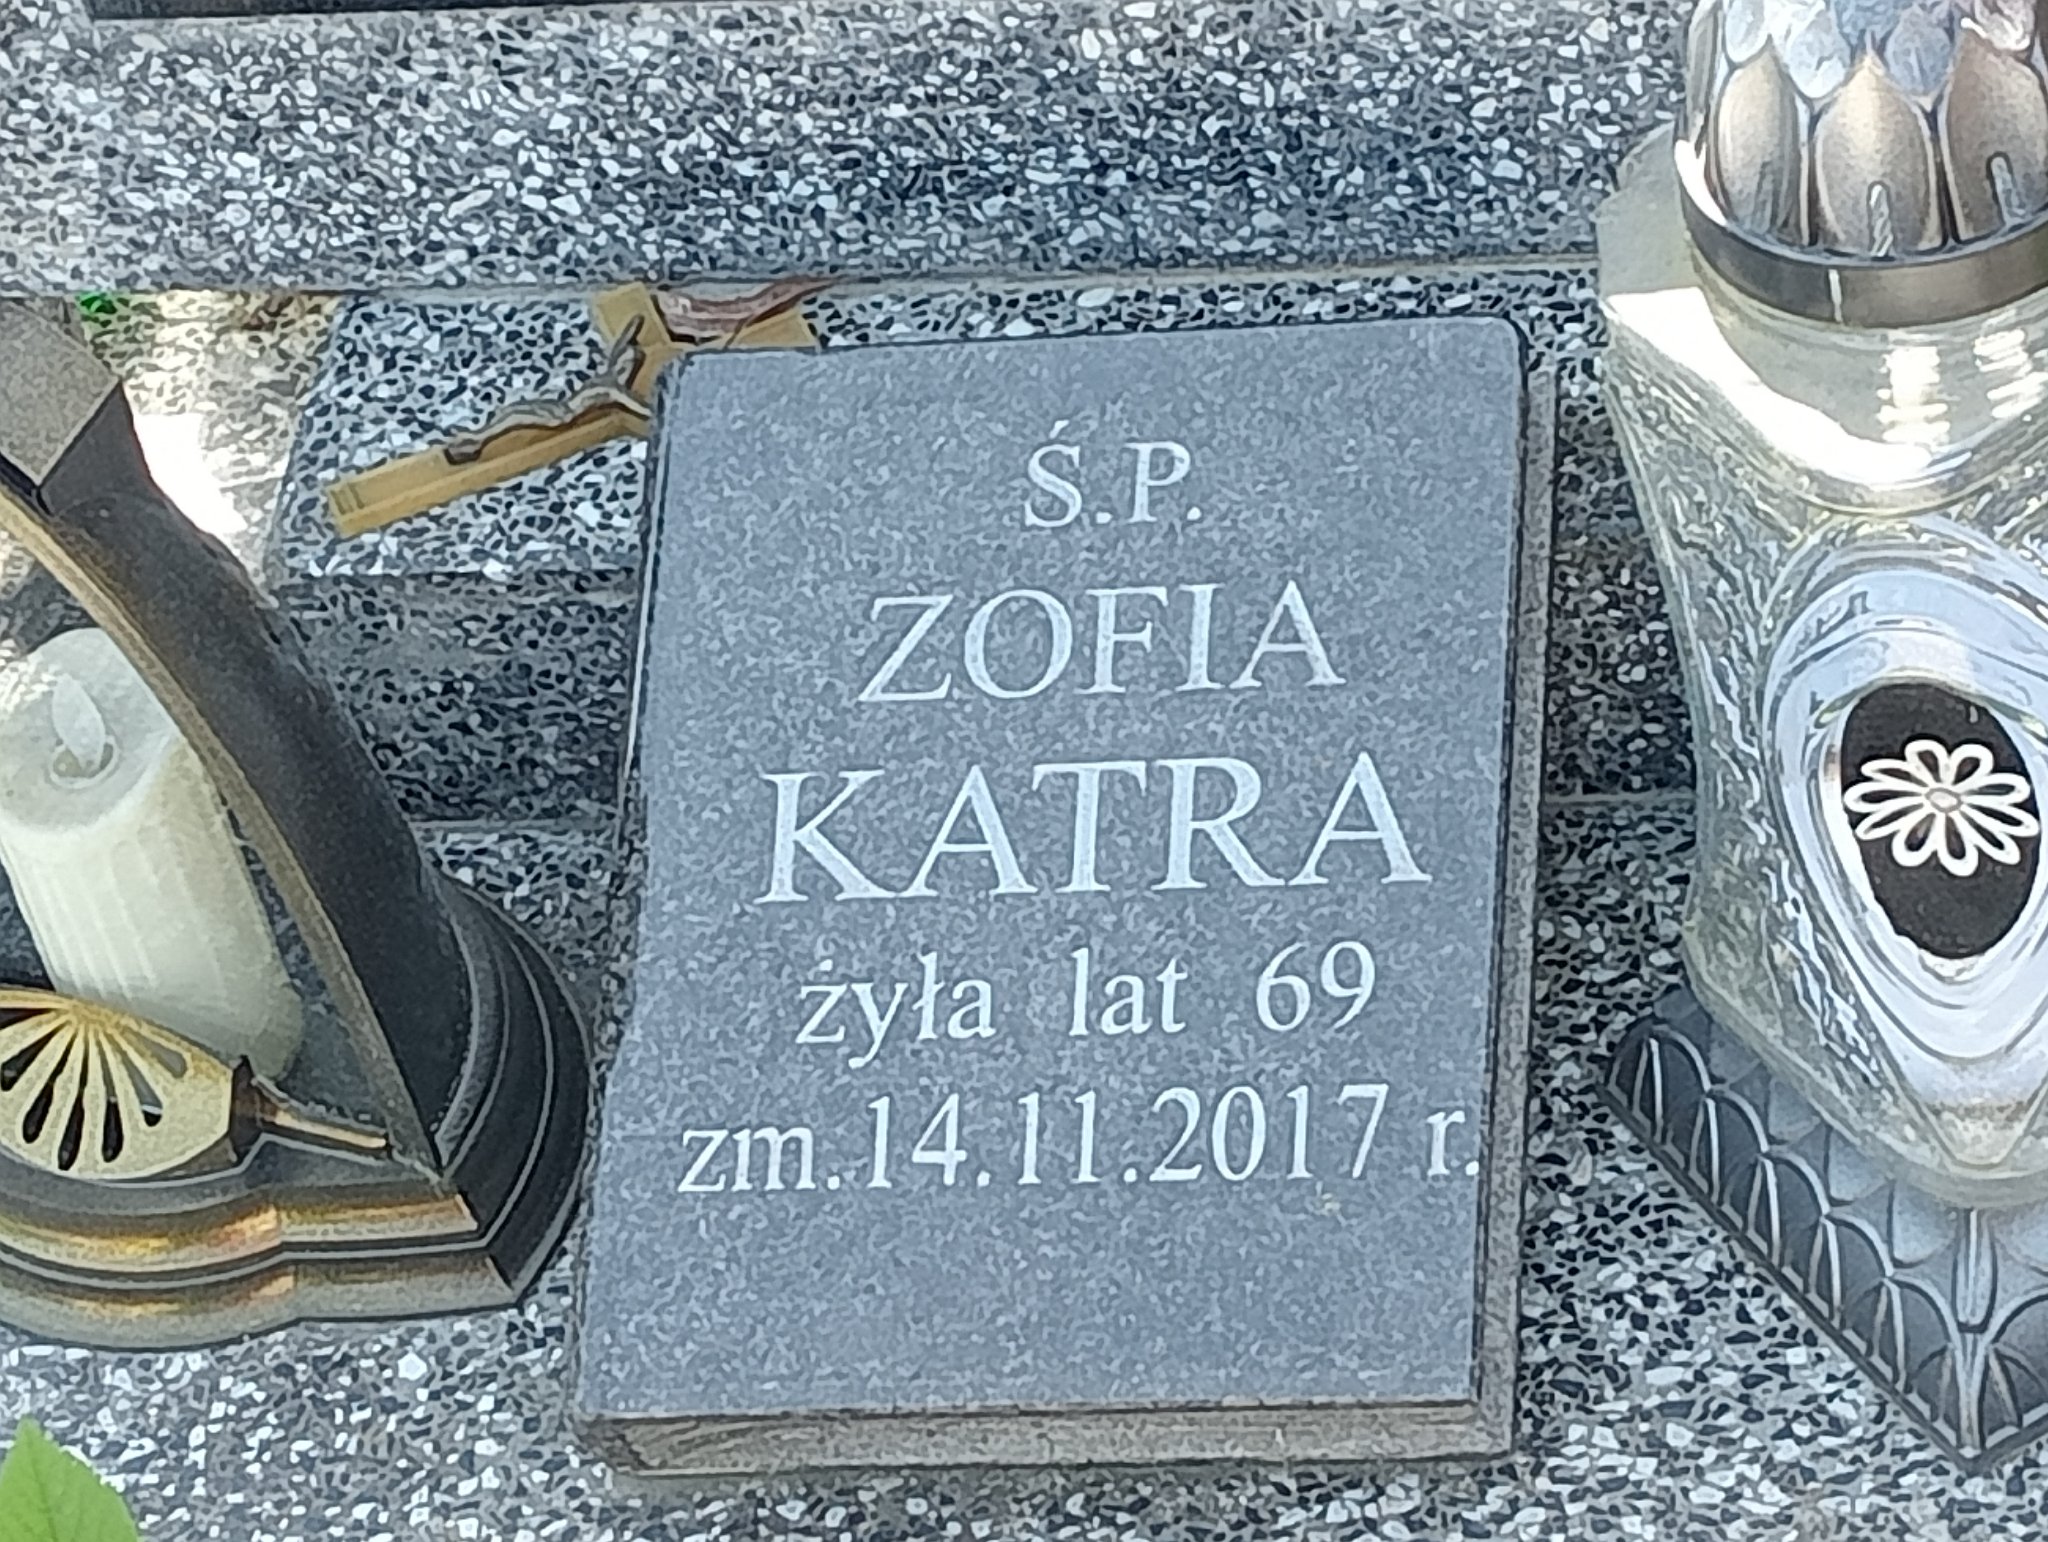 Ś.P.
ZOFIA
KATRA
żyła lat 69
zm.14.11.2017 r.